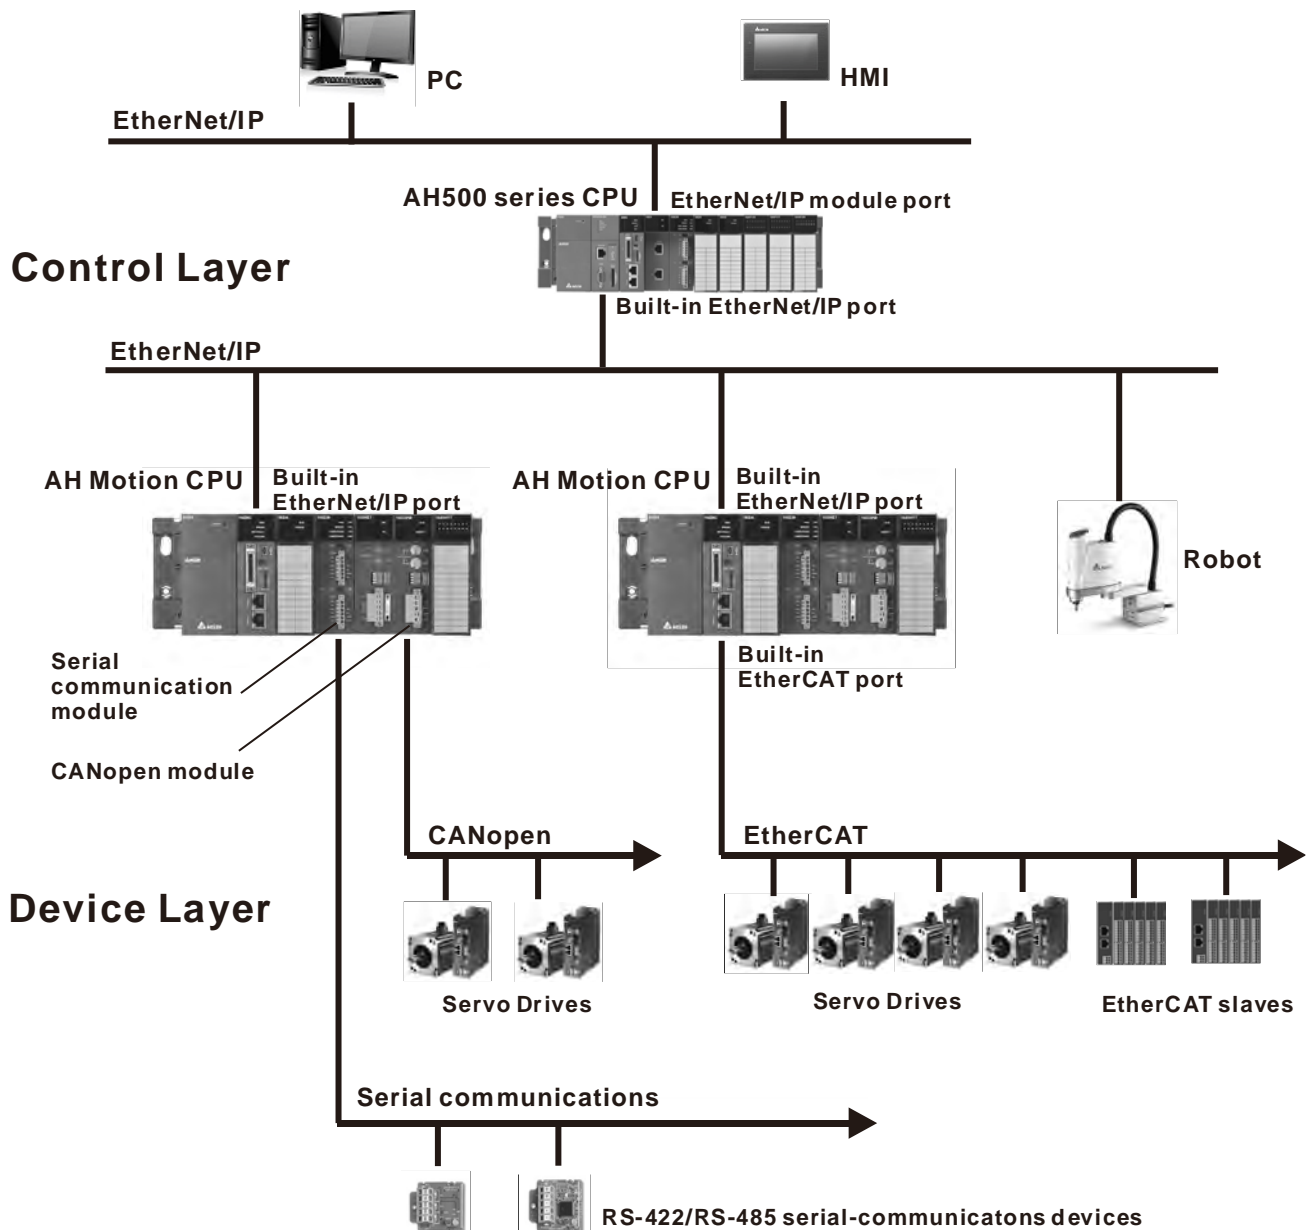 PC
HMI
EtherNet/IP
AH500 series CPU
EtherNet/IP module port
Control Layer
Built-in EtherNet/IP port
EtherNet/IP
AH Motion CPU
Built-in
EtherNet/IP port
AH Motion CPU
Built-in
EtherNet/IP port
Robot
Serial
communication
module
Built-in
EtherCAT port
CANopen module
CANopen
EtherCAT
Device Layer
Servo Drives
Servo Drives
EtherCAT slaves
Serial communications
RS-422/RS-485 serial-communicatons devices